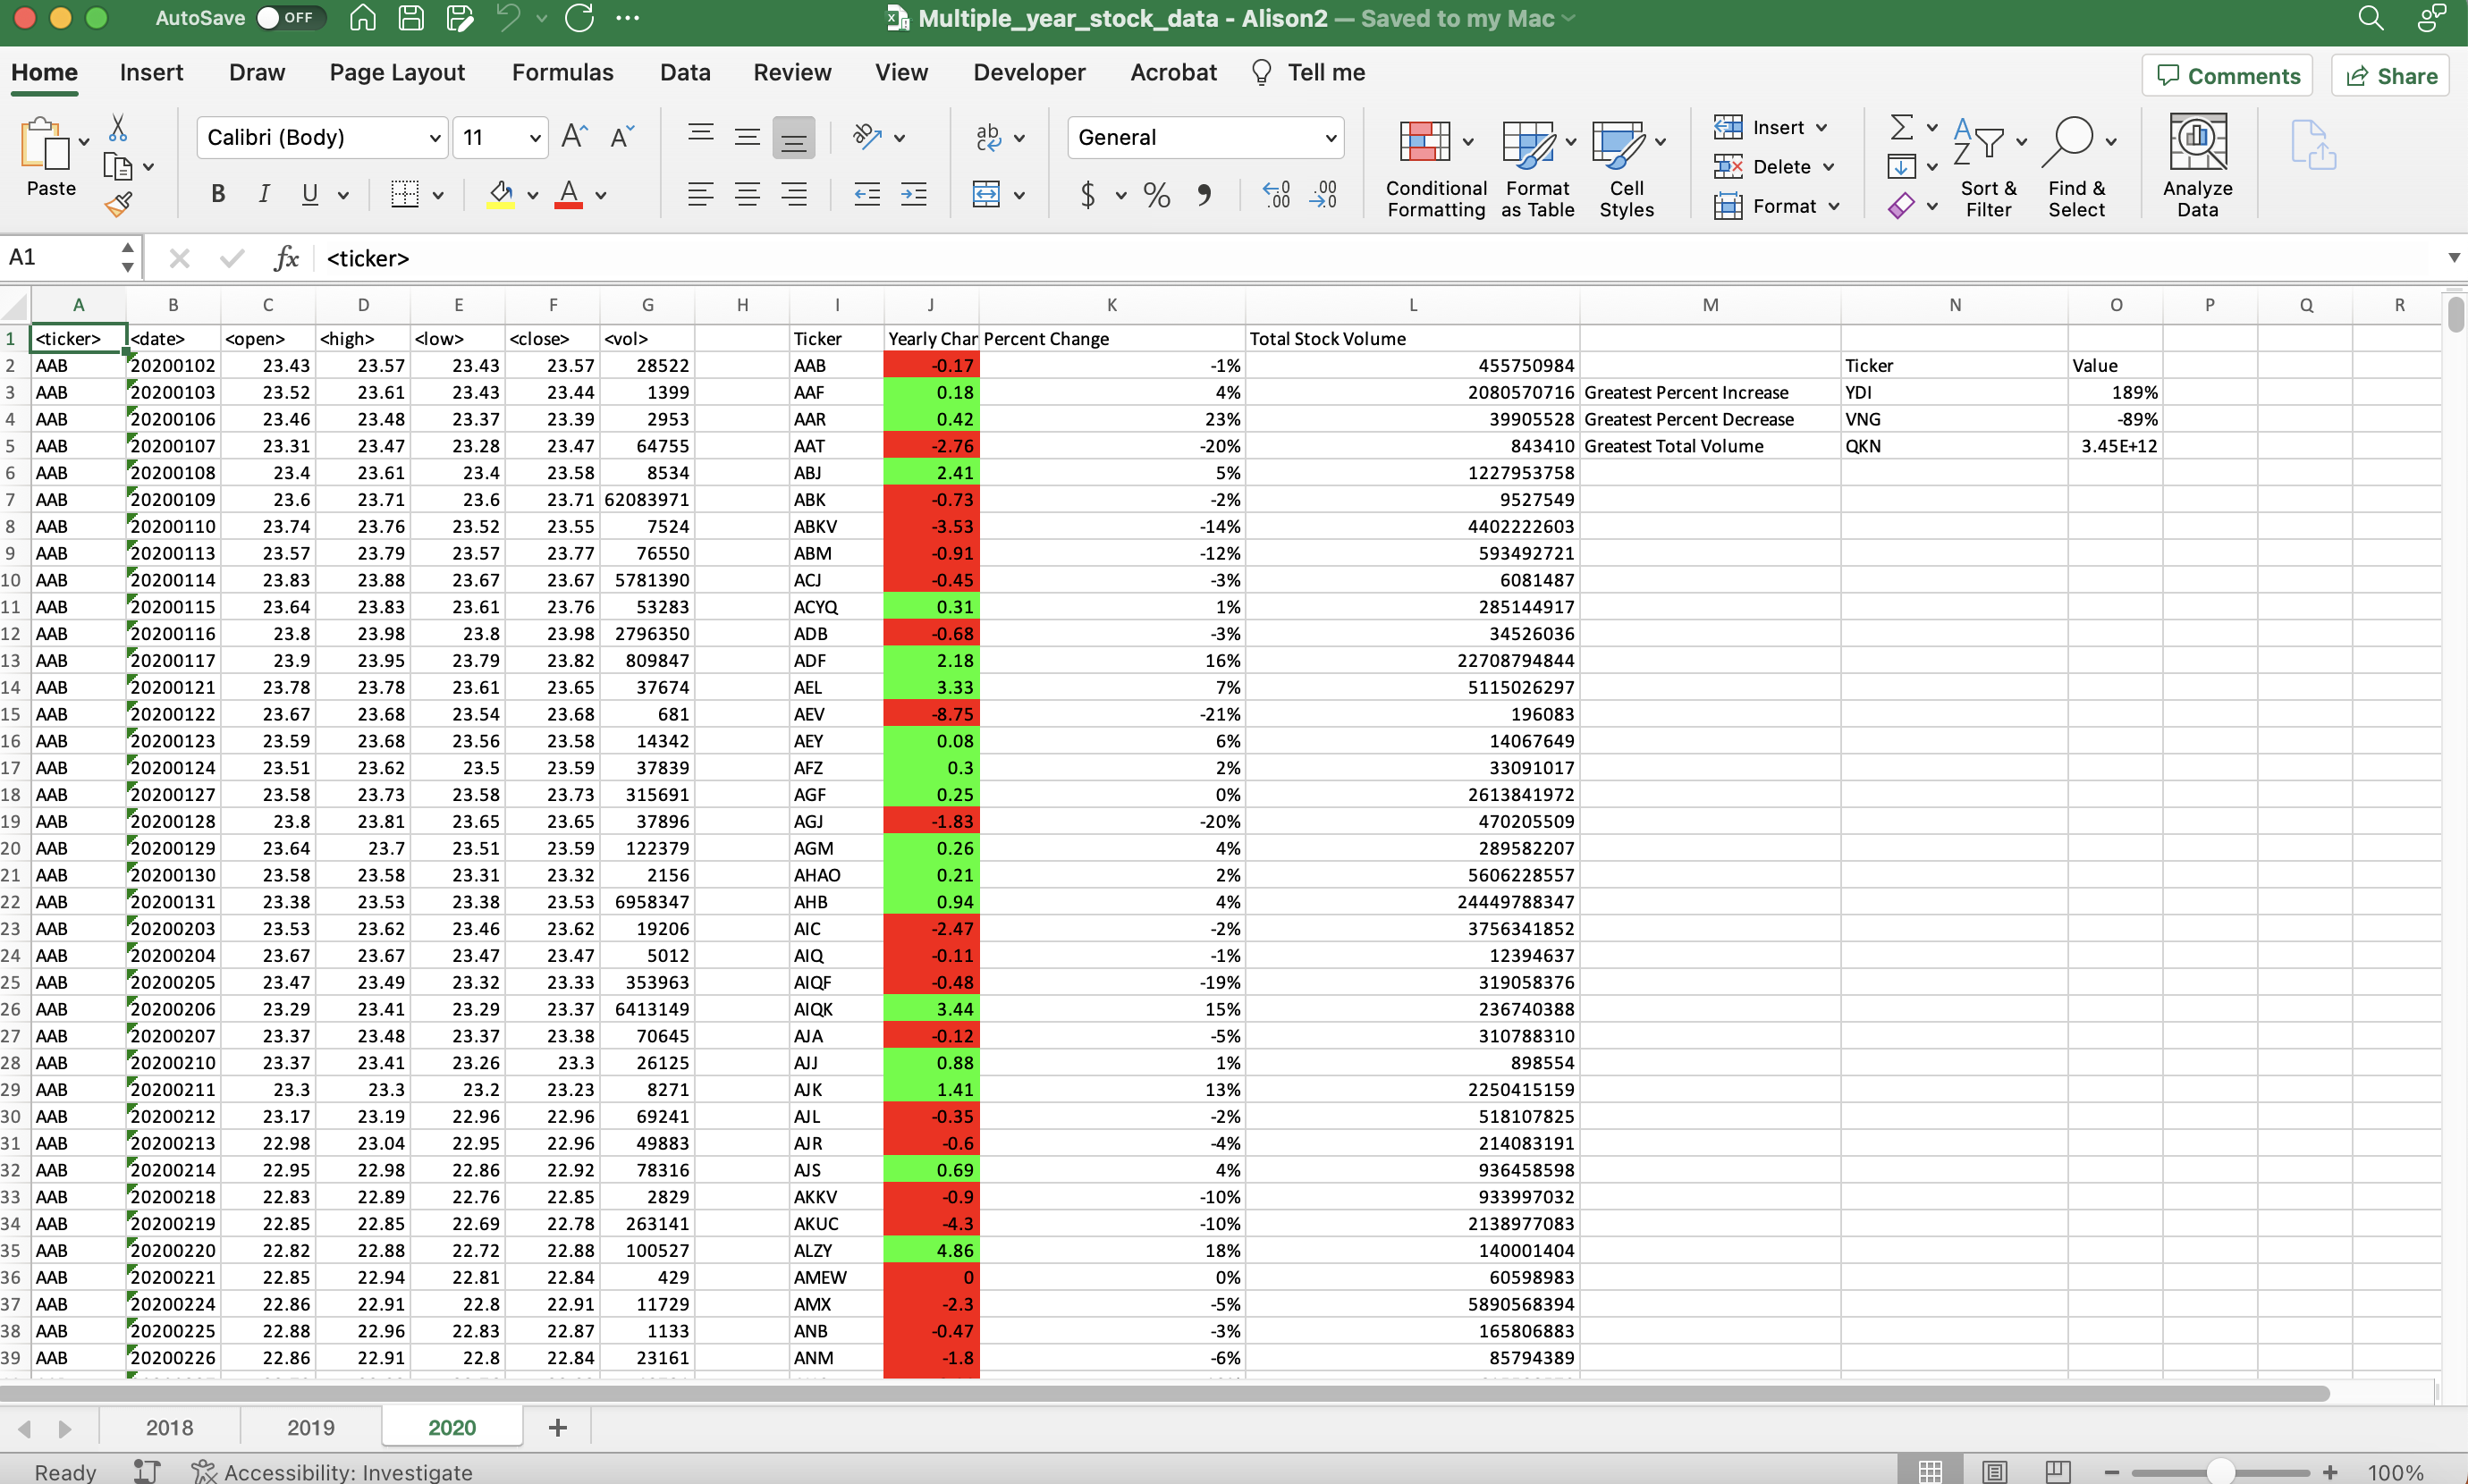 AutoSave OFF Multiple_year_stock_data - Alison2 — Saved to my Mac
Home Insert Draw Page Layout Formulas Data Review View Developer Acrobat Tell me Comments Share
Paste Calibri (Body) 11 General Conditional Formatting Format as Table Cell Styles Insert Delete Format Sort & Filter Find & Select Analyze Data
A1 fx <ticker>
A B C D E F G H I J K L M N O P Q R
1 <ticker> <date> <open> <high> <low> <close> <vol> Ticker Yearly Char Percent Change Total Stock Volume
2 AAB 20200102 23.43 23.57 23.43 23.57 28522 AAB -0.17 -1% 455750984 Ticker Value
3 AAB 20200103 23.52 23.61 23.43 23.44 1399 AAF 0.18 4% 2080570716 Greatest Percent Increase YDI 189%
4 AAB 20200106 23.46 23.48 23.37 23.39 2953 AAR 0.42 23% 39905528 Greatest Percent Decrease VNG -89%
5 AAB 20200107 23.31 23.47 23.28 23.47 64755 AAT -2.76 -20% 843410 Greatest Total Volume QKN 3.45E+12
6 AAB 20200108 23.4 23.61 23.4 23.58 8534 ABJ 2.41 5% 1227953758
7 AAB 20200109 23.6 23.71 23.6 23.71 62083971 ABK -0.73 -2% 9527549
8 AAB 20200110 23.74 23.76 23.52 23.55 7524 ABKV -3.53 -14% 4402222603
9 AAB 20200113 23.57 23.79 23.57 23.77 76550 ABM -0.91 -12% 593492721
10 AAB 20200114 23.83 23.88 23.67 23.67 5781390 ACJ -0.45 -3% 6081487
11 AAB 20200115 23.64 23.83 23.61 23.76 53283 ACYQ 0.31 1% 285144917
12 AAB 20200116 23.8 23.98 23.8 23.98 2796350 ADB -0.68 -3% 34526036
13 AAB 20200117 23.9 23.95 23.79 23.82 809847 ADF 2.18 16% 22708794844
14 AAB 20200121 23.78 23.78 23.61 23.65 37674 AEL 3.33 7% 5115026297
15 AAB 20200122 23.67 23.68 23.54 23.68 681 AEV -8.75 -21% 196083
16 AAB 20200123 23.59 23.68 23.56 23.58 14342 AEY 0.08 6% 14067649
17 AAB 20200124 23.51 23.62 23.5 23.59 37839 AFZ 0.3 2% 33091017
18 AAB 20200127 23.58 23.73 23.58 23.73 315691 AGF 0.25 0% 2613841972
19 AAB 20200128 23.8 23.81 23.65 23.65 37896 AGJ -1.83 -20% 470205509
20 AAB 20200129 23.64 23.7 23.51 23.59 122379 AGM 0.26 4% 289582207
21 AAB 20200130 23.58 23.58 23.31 23.32 2156 AHAO 0.21 2% 5606228557
22 AAB 20200131 23.38 23.53 23.38 23.53 6958347 AHB 0.94 4% 24449788347
23 AAB 20200203 23.53 23.62 23.46 23.62 19206 AIC -2.47 -2% 3756341852
24 AAB 20200204 23.67 23.67 23.47 23.47 5012 AIQ -0.11 -1% 12394637
25 AAB 20200205 23.47 23.49 23.32 23.33 353963 AIQF -0.48 -19% 319058376
26 AAB 20200206 23.29 23.41 23.29 23.37 6413149 AIQK 3.44 15% 236740388
27 AAB 20200207 23.37 23.48 23.37 23.38 70645 AJA -0.12 -5% 310788310
28 AAB 20200210 23.37 23.41 23.26 23.3 26125 AJJ 0.88 1% 898554
29 AAB 20200211 23.3 23.3 23.2 23.23 8271 AJK 1.41 13% 2250415159
30 AAB 20200212 23.17 23.19 22.96 22.96 69241 AJL -0.35 -2% 518107825
31 AAB 20200213 22.98 23.04 22.95 22.96 49883 AJR -0.6 -4% 214083191
32 AAB 20200214 22.95 22.98 22.86 22.92 78316 AJS 0.69 4% 936458598
33 AAB 20200218 22.83 22.89 22.76 22.85 2829 AKKV -0.9 -10% 933997032
34 AAB 20200219 22.85 22.85 22.69 22.78 263141 AKUC -4.3 -10% 2138977083
35 AAB 20200220 22.82 22.88 22.72 22.88 100527 ALZY 4.86 18% 140001404
36 AAB 20200221 22.85 22.94 22.81 22.84 429 AMEW 0 0% 60598983
37 AAB 20200224 22.86 22.91 22.8 22.91 11729 AMX -2.3 -5% 5890568394
38 AAB 20200225 22.88 22.96 22.83 22.87 1133 ANB -0.47 -3% 165806883
39 AAB 20200226 22.86 22.91 22.8 22.84 23161 ANM -1.8 -6% 85794389
2018 2019 2020 +
Ready Accessibility: Investigate 100%